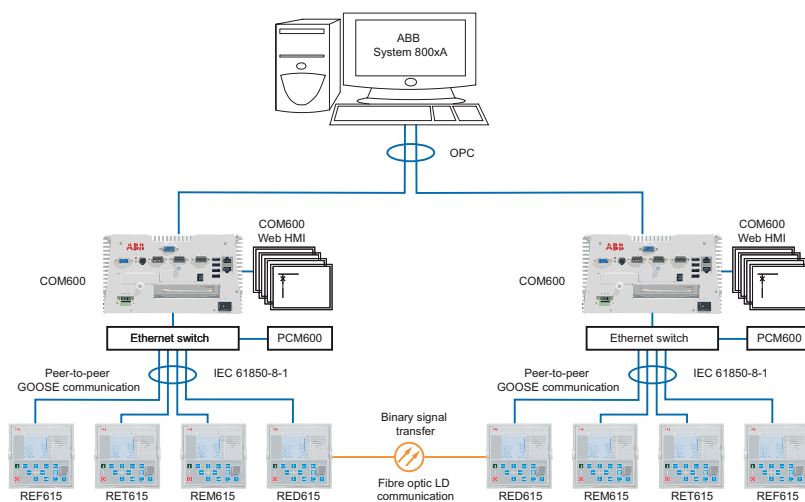 ABB
System 800xA
OPC
COM600
Web HMI
COM600
Web HMI
ABB
ABB
COM600
COM600
Ethernet switch
PCM600
Ethernet switch
PCM600
Peer-to-peer
GOOSE communication
IEC 61850-8-1
Peer-to-peer
GOOSE communication
IEC 61850-8-1
Binary signal
transfer
Fibre optic LD
communication
REF615
RET615
REM615
RED615
RED615
REM615
RET615
REF615